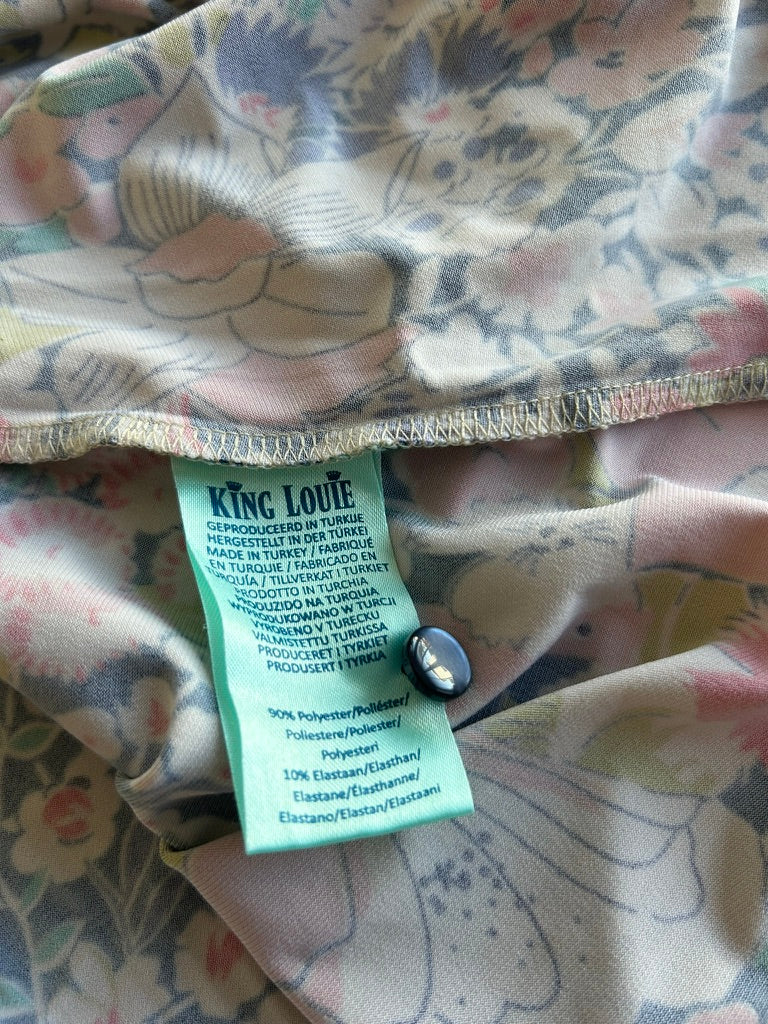 KING LOUIE
GEPRODUCEERD IN TURKIJE
HERGESTELLT IN DER TÜRKEI
MADE IN TURKEY / FABRIQUÉ
EN TURQUIE / FABRICADO EN
TURQUÍA / TILLVERKAT I TURKIET
PRODOTTO IN TURCHIA
PRODUZIDO NA TURQUIA
WYPRODUKOWANO W TURCJI
VYROBENO V TURECKU
VALMISTETTU TURKISSA
PRODUCERET I TYRKIET
PRODUSERT I TYRKIA
90% Polyester/Poliéster/
Poliestere/Poliester/
Polyesteri
10% Elastaan/Elasthan/
Elastane/Élasthanne/
Elastano/Elastan/Elastaani